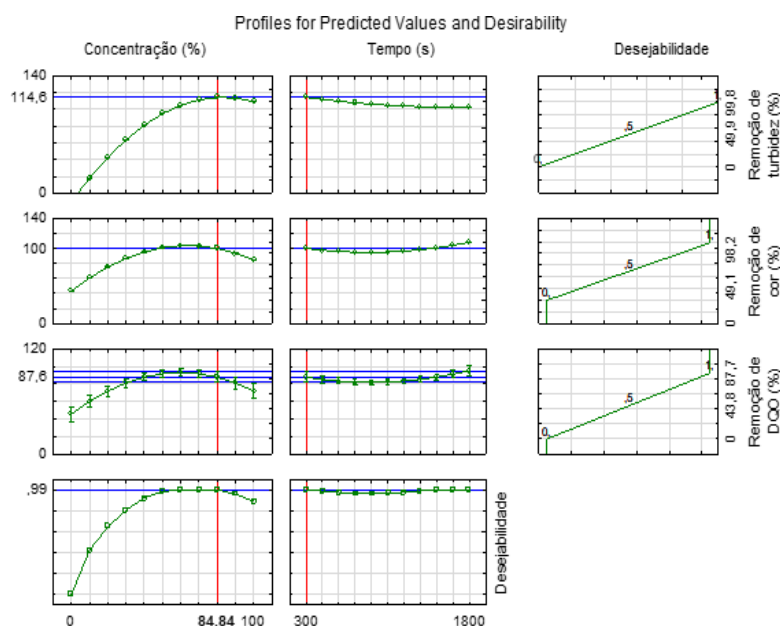 Profiles for Predicted Values and Desirability
Concentração (%) Tempo (s) Desejabilidade
140
114,6
0
0, ,5 1,
0 49,9 99,8
Remoção de
turbidez (%)
140
100
0
0, ,5 1,
0 49,1 98,2
Remoção de
cor (%)
120
87,6
0
0, ,5 1,
0 43,8 87,7
Remoção de
DQO (%)
,99
Desejabilidade
0 84,84 100 300 1800